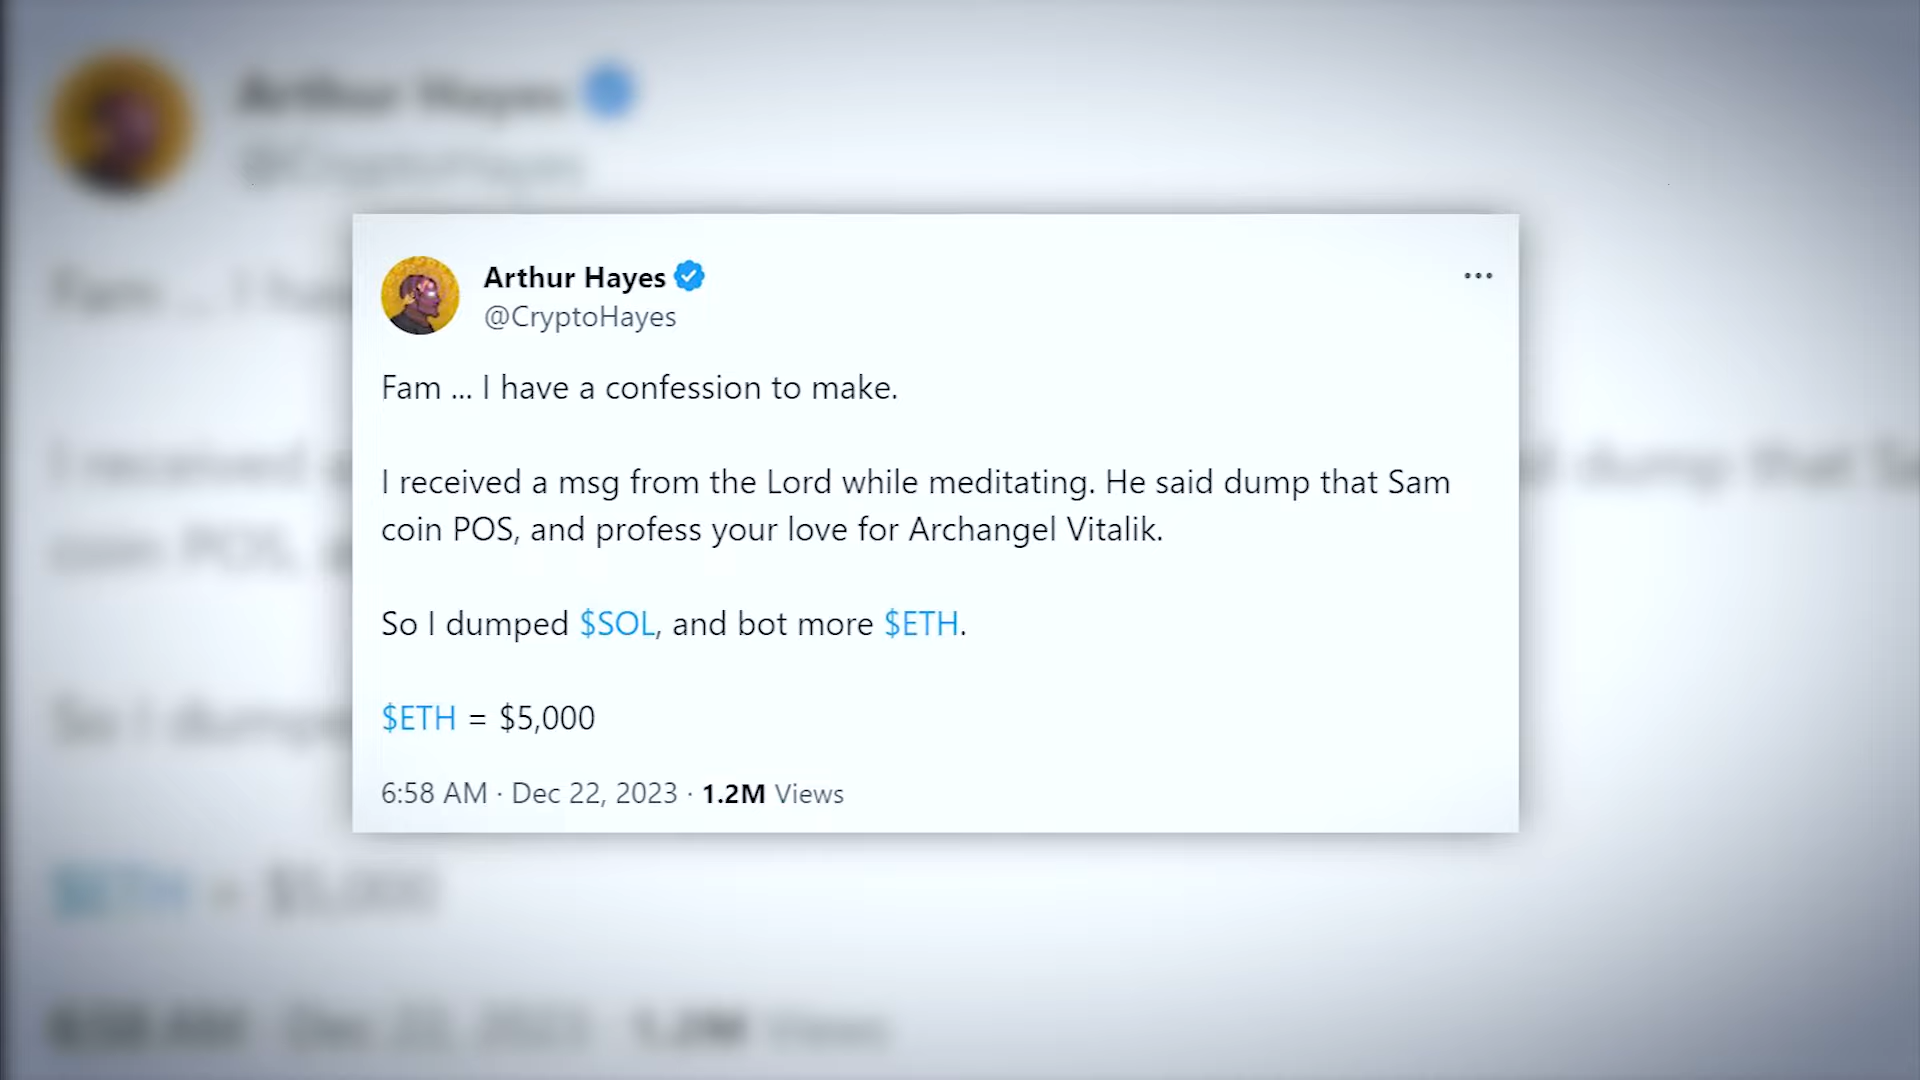 Arthur Hayes
@CryptoHayes
Fam ... I have a confession to make.
I received a msg from the Lord while meditating. He said dump that Sam
coin POS, and profess your love for Archangel Vitalik.
So I dumped $SOL, and bot more $ETH.
$ETH = $5,000
6:58 AM · Dec 22, 2023 · 1.2M Views